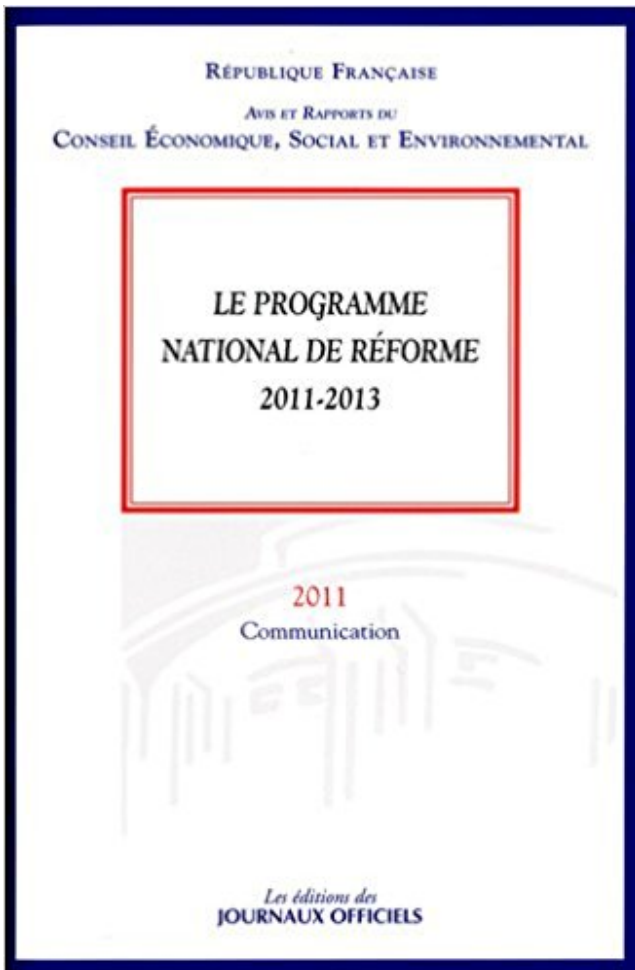 RÉPUBLIQUE FRANÇAISE
AVIS ET RAPPORTS DU
CONSEIL ÉCONOMIQUE, SOCIAL ET ENVIRONNEMENTAL
LE PROGRAMME
NATIONAL DE RÉFORME
2011-2013
2011
Communication
Les éditions des
JOURNAUX OFFICIELS